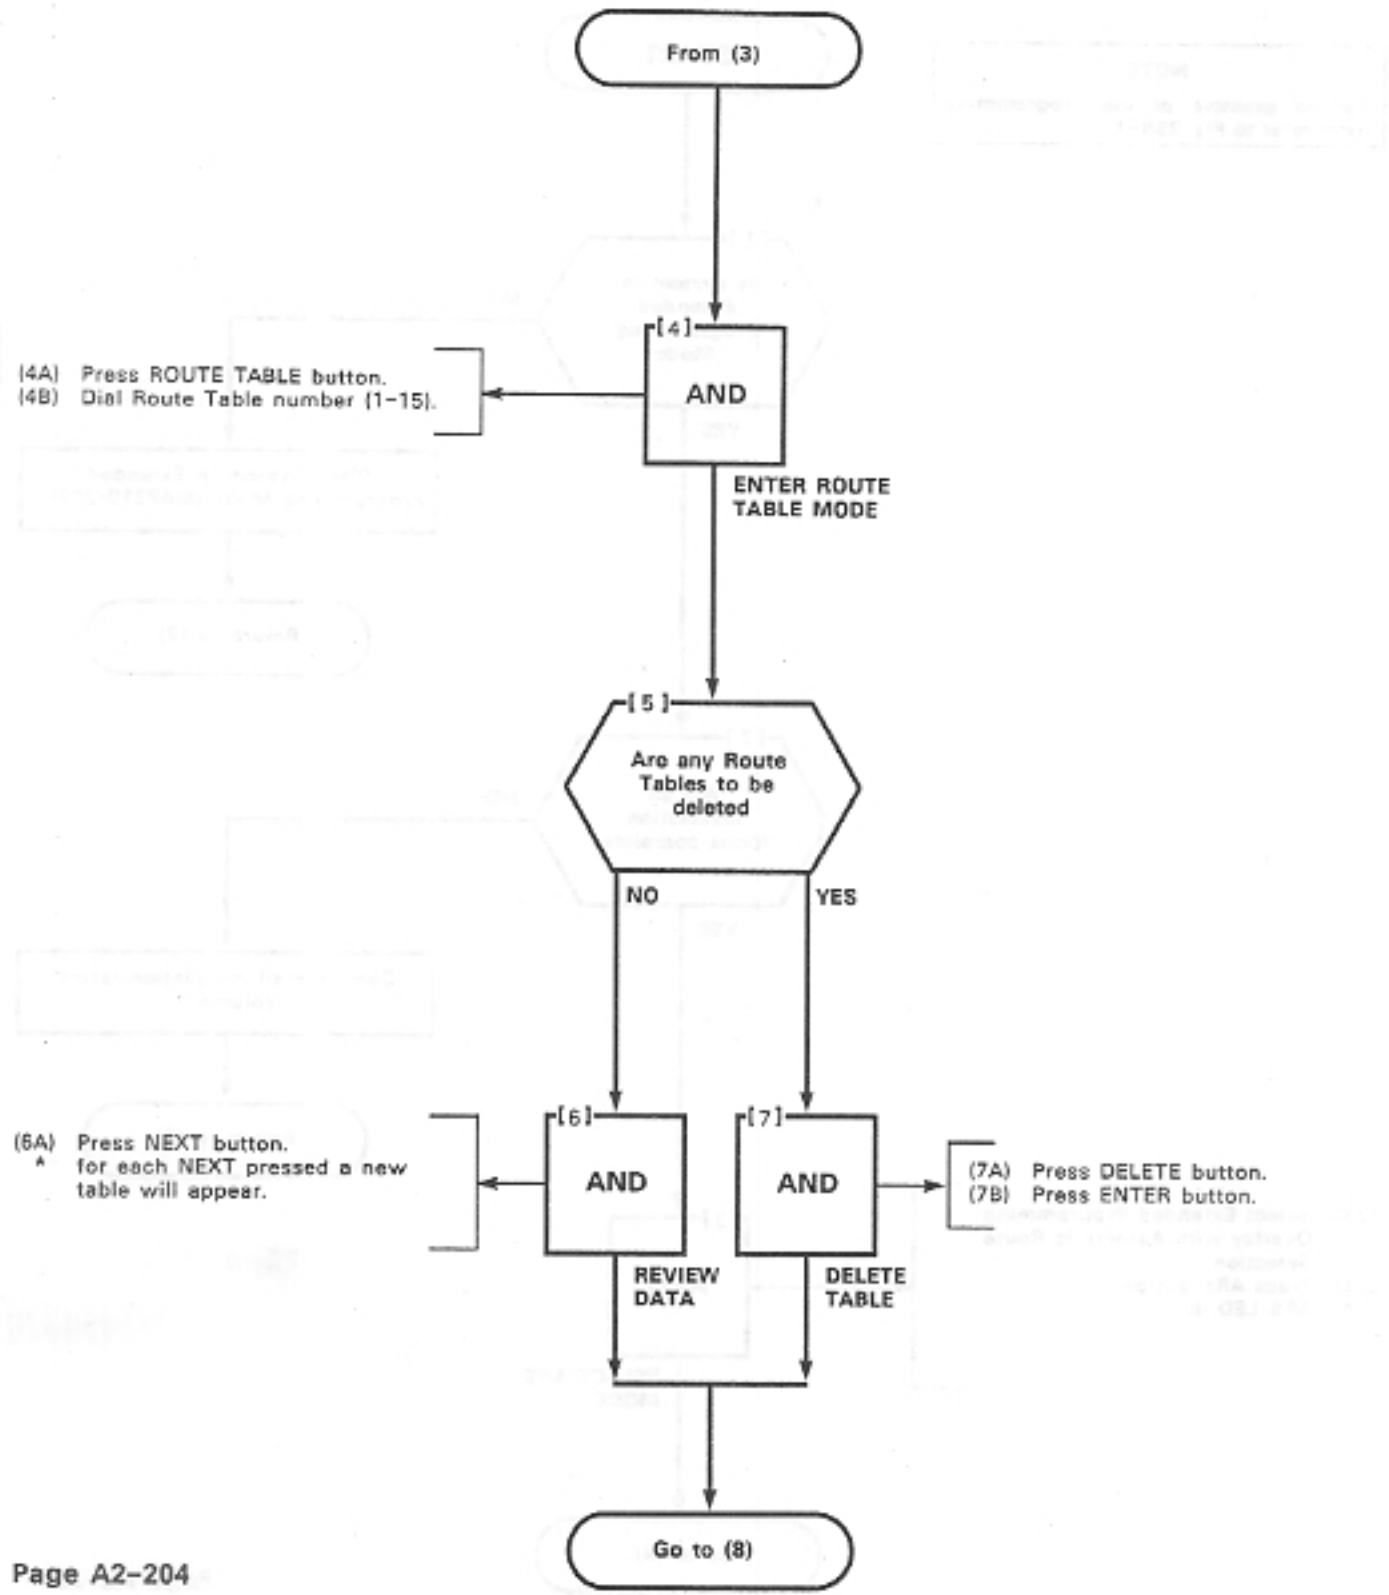 From (3)
[4]
(4A) Press ROUTE TABLE button.
(4B) Dial Route Table number (1-15).
AND
ENTER ROUTE
TABLE MODE
[5]
Are any Route
Tables to be
deleted
NO
YES
[6]
[7]
(6A) Press NEXT button.
* for each NEXT pressed a new
table will appear.
AND
AND
(7A) Press DELETE button.
(7B) Press ENTER button.
REVIEW
DATA
DELETE
TABLE
Go to (8)
Page A2-204